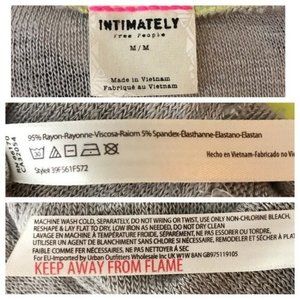 INTIMATELY
Free People
M / M
Made in Vietnam
Fabriqué au Vietnam
95% Rayon-Rayonne-Viscosa-Raiom 5% Spandex-Élasthanne-Elastano-Elastan
Hecho en Vietnam-Fabricado no
Style# 39F561F572
MACHINE WASH COLD, SEPARATELY, DO NOT WRING OR TWIST, USE ONLY NON-CHLORINE BLEACH,
RESHAPE & LAY FLAT TO DRY, LOW IRON AS NEEDED, DO NOT DRY CLEAN
LAVER EN MACHINE À LA TEMPÉRATURE FROIDE, SÉPARÉMENT, NE PAS ESSORER OU TORDRE,
UTILISER UN AGENT DE BLANCHIMENT SANS CHLORE SI NÉCESSAIRE, REMODELER ET SÉCHER À PLAT
FAIBLE FER COMME NÉCESSAIRE, NE PAS NETTOYER À SEC
For EU-Imported by Urban Outfitters Wholesale Inc UK W1W 8AN GB975119105
KEEP AWAY FROM FLAME